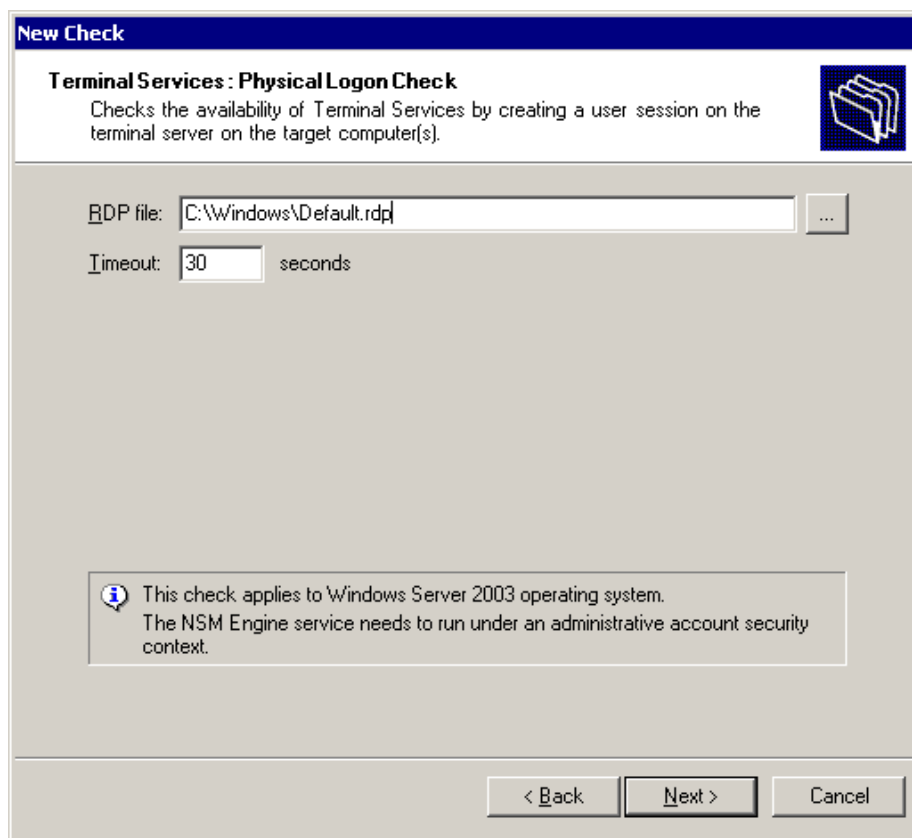 New Check
Terminal Services : Physical Logon Check
Checks the availability of Terminal Services by creating a user session on the
terminal server on the target computer(s).
RDP file: C:\Windows\Default.rdp ...
Timeout: 30 seconds
This check applies to Windows Server 2003 operating system.
The NSM Engine service needs to run under an administrative account security
context.
< Back Next > Cancel